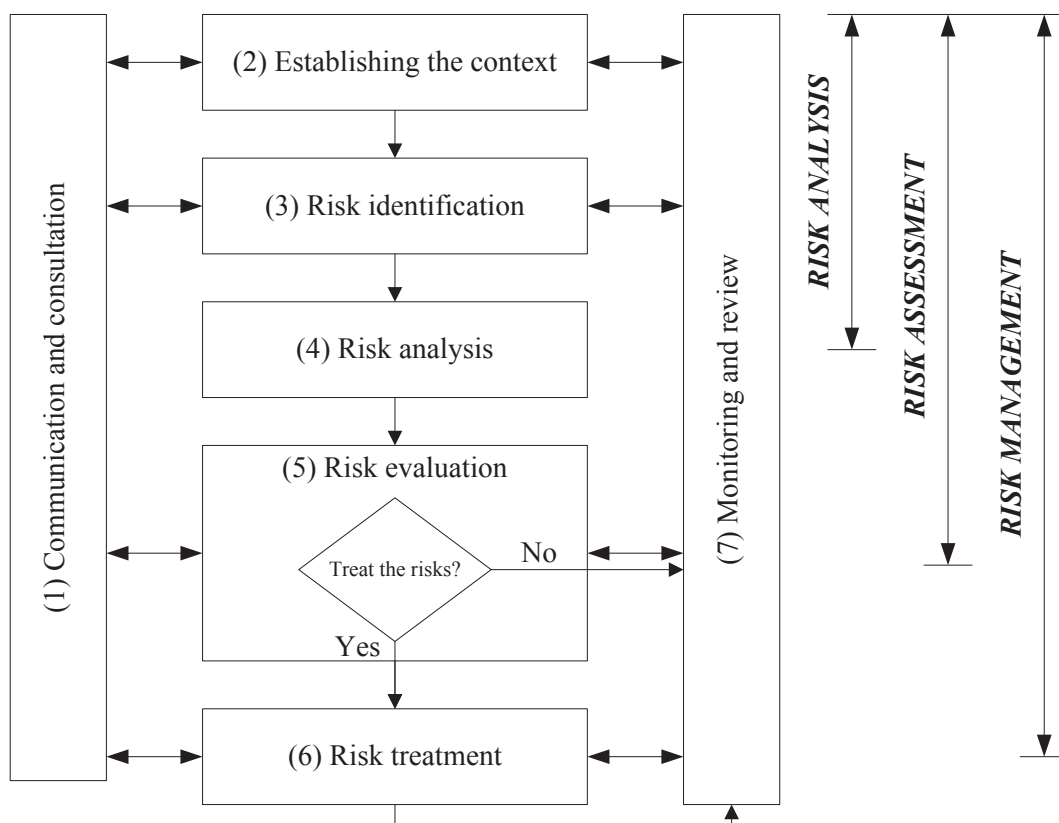 (1) Communication and consultation
(2) Establishing the context
(3) Risk identification
(4) Risk analysis
(5) Risk evaluation
Treat the risks?
No
Yes
(6) Risk treatment
(7) Monitoring and review
RISK ANALYSIS
RISK ASSESSMENT
RISK MANAGEMENT